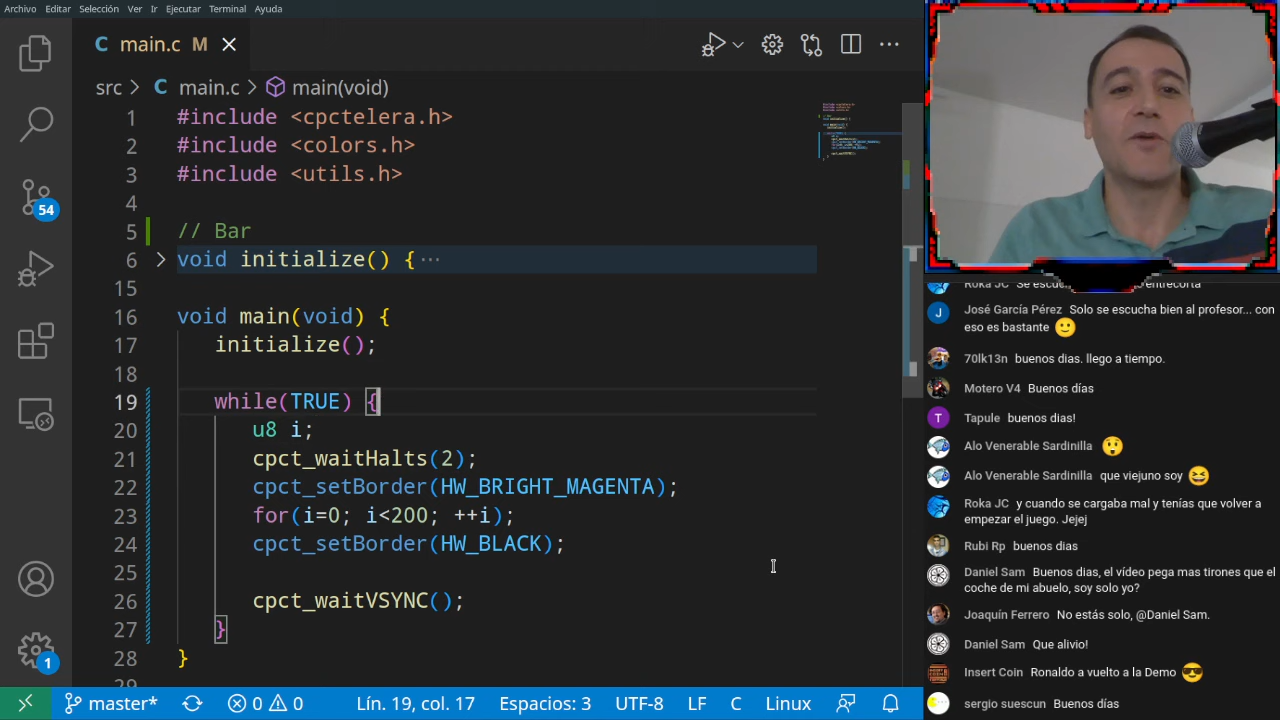 Archivo Editar Selección Ver Ir Ejecutar Terminal Ayuda
C main.c M
src > C main.c > main(void)
1 #include <cpctelera.h>
2 #include <colors.h>
3 #include <utils.h>
4
5 // Bar
6 void initialize() {···
15
16 void main(void) {
17 initialize();
18
19 while(TRUE) {
20 u8 i;
21 cpct_waitHalts(2);
22 cpct_setBorder(HW_BRIGHT_MAGENTA);
23 for(i=0; i<200; ++i);
24 cpct_setBorder(HW_BLACK);
25
26 cpct_waitVSYNC();
27 }
28 }
54
1
master* 0 0 Lín. 19, col. 17 Espacios: 3 UTF-8 LF C Linux
Roka JC Se entrecorta
José García Pérez Solo se escucha bien al profesor... con
eso es bastante 🙂
70lk13n buenos dias. llego a tiempo.
Motero V4 Buenos días
T Tapule buenos dias!
Alo Venerable Sardinilla 😲
Alo Venerable Sardinilla que viejuno soy 😆
Roka JC y cuando se cargaba mal y tenías que volver a
empezar el juego. Jejej
Rubi Rp buenos dias
Daniel Sam Buenos dias, el vídeo pega mas tirones que el
coche de mi abuelo, soy solo yo?
Joaquín Ferrero No estás solo, @Daniel Sam.
Daniel Sam Que alivio!
Insert Coin Ronaldo a vuelto a la Demo 😎
sergio suescun Buenos días